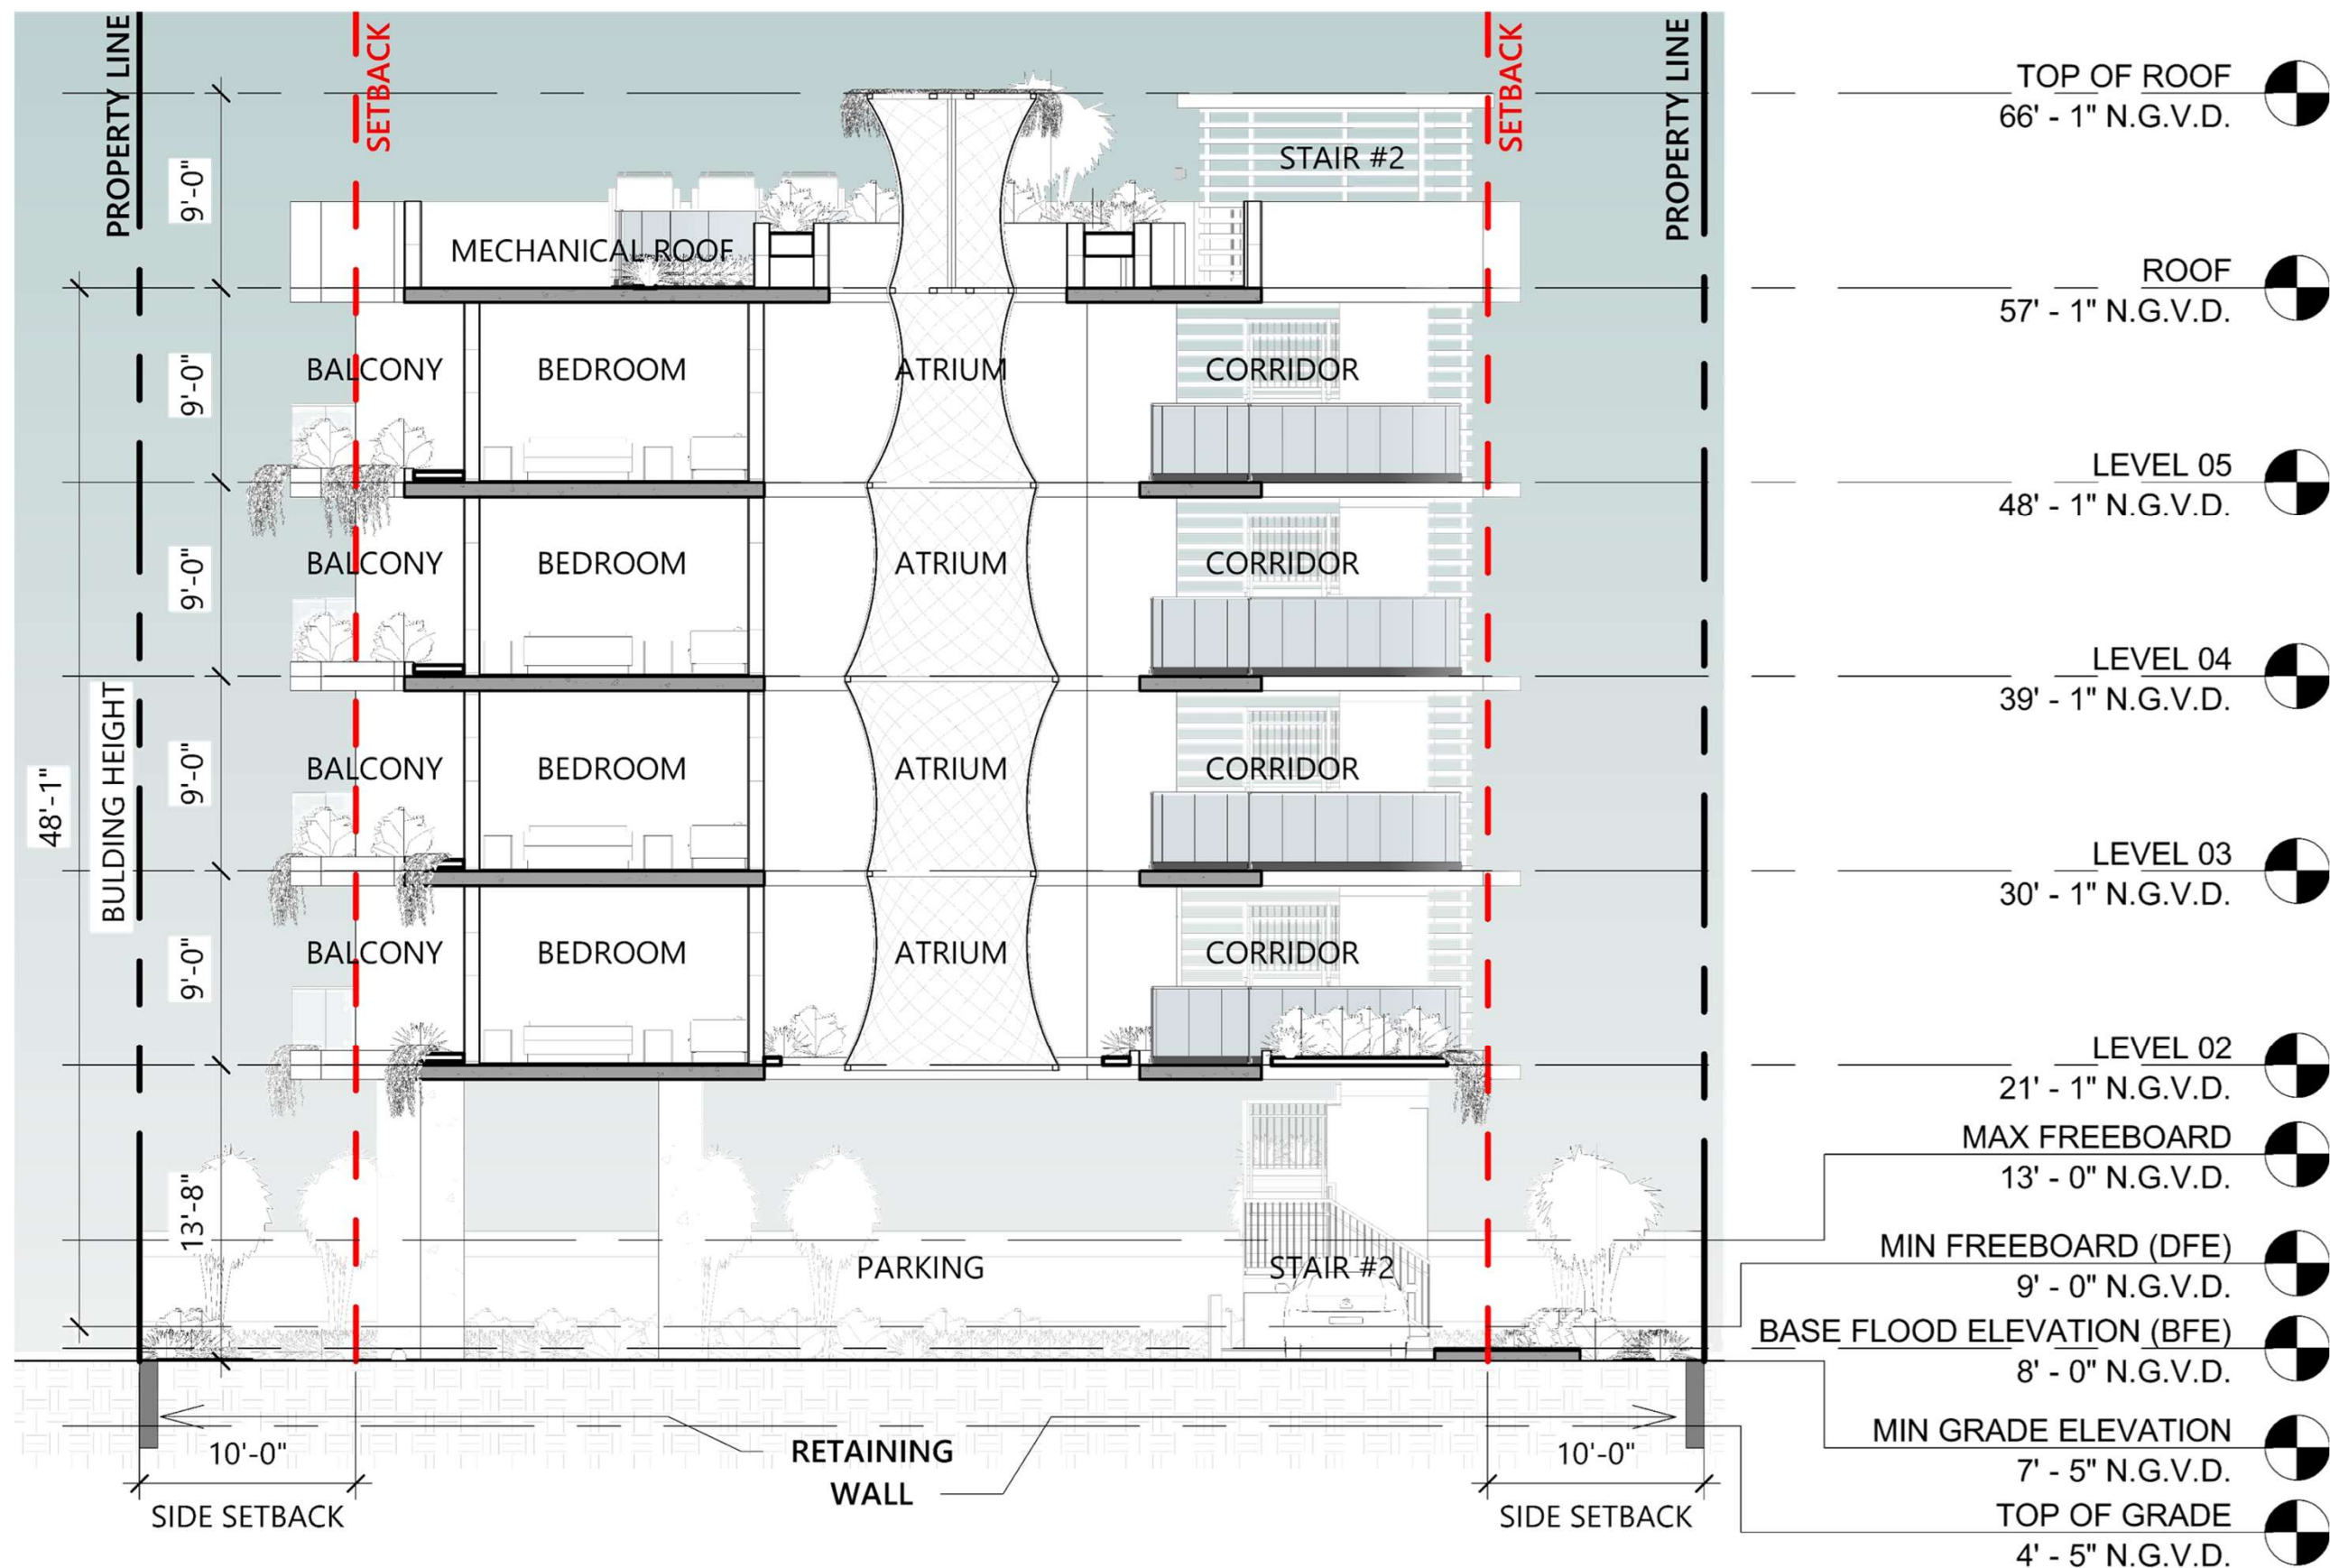 PROPERTY LINE
SETBACK
SETBACK
PROPERTY LINE
TOP OF ROOF
66' - 1" N.G.V.D.
9'-0"
STAIR #2
MECHANICAL ROOF
ROOF
57' - 1" N.G.V.D.
9'-0"
BALCONY
BEDROOM
ATRIUM
CORRIDOR
LEVEL 05
48' - 1" N.G.V.D.
9'-0"
BALCONY
BEDROOM
ATRIUM
CORRIDOR
LEVEL 04
39' - 1" N.G.V.D.
48'-1"
BUILDING HEIGHT
9'-0"
BALCONY
BEDROOM
ATRIUM
CORRIDOR
LEVEL 03
30' - 1" N.G.V.D.
9'-0"
BALCONY
BEDROOM
ATRIUM
CORRIDOR
LEVEL 02
21' - 1" N.G.V.D.
MAX FREEBOARD
13' - 0" N.G.V.D.
13'-8"
PARKING
STAIR #2
MIN FREEBOARD (DFE)
9' - 0" N.G.V.D.
BASE FLOOD ELEVATION (BFE)
8' - 0" N.G.V.D.
MIN GRADE ELEVATION
7' - 5" N.G.V.D.
TOP OF GRADE
4' - 5" N.G.V.D.
10'-0"
SIDE SETBACK
RETAINING
WALL
10'-0"
SIDE SETBACK